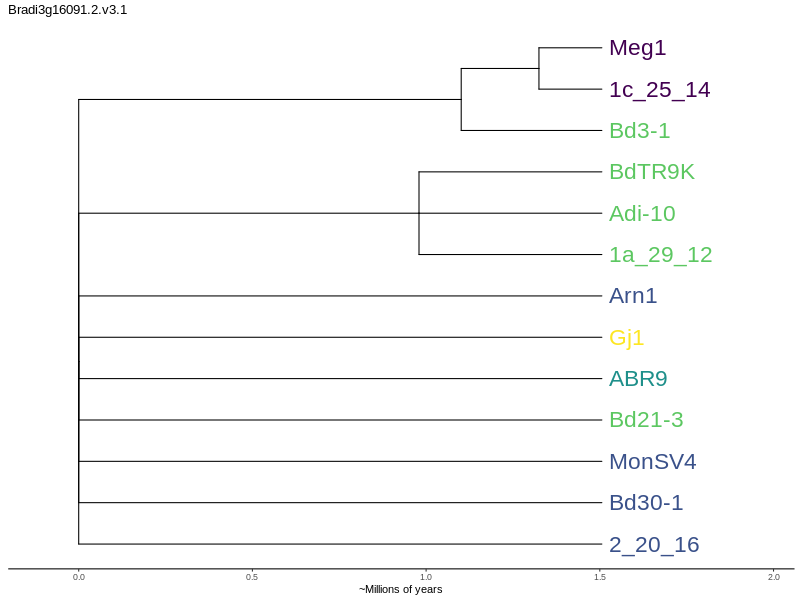 Bradi3g16091.2.v3.1
Meg1
1c_25_14
Bd3-1
BdTR9K
Adi-10
1a_29_12
Arn1
Gj1
ABR9
Bd21-3
MonSV4
Bd30-1
2_20_16
0.0 0.5 1.0 1.5 2.0
~Millions of years